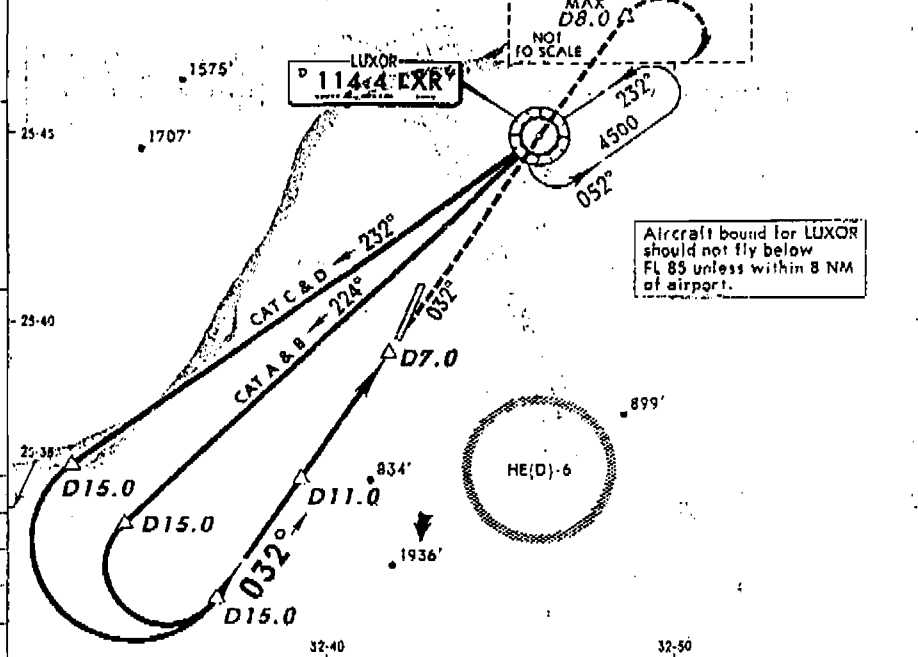 MAX
D8.0
NOT
TO SCALE
LUXOR
D 114.4 LXR
1575'
25-45
1707'
232°
4500
052°
Aircraft bound for LUXOR
should not fly below
FL 85 unless within 8 NM
of airport.
CAT C & D 232°
CAT A & B 224°
032°
25-40
D7.0
899'
25-35
HE(D)-6
834'
D15.0
D11.0
D15.0
032°
1936'
D15.0
32-40
32-50